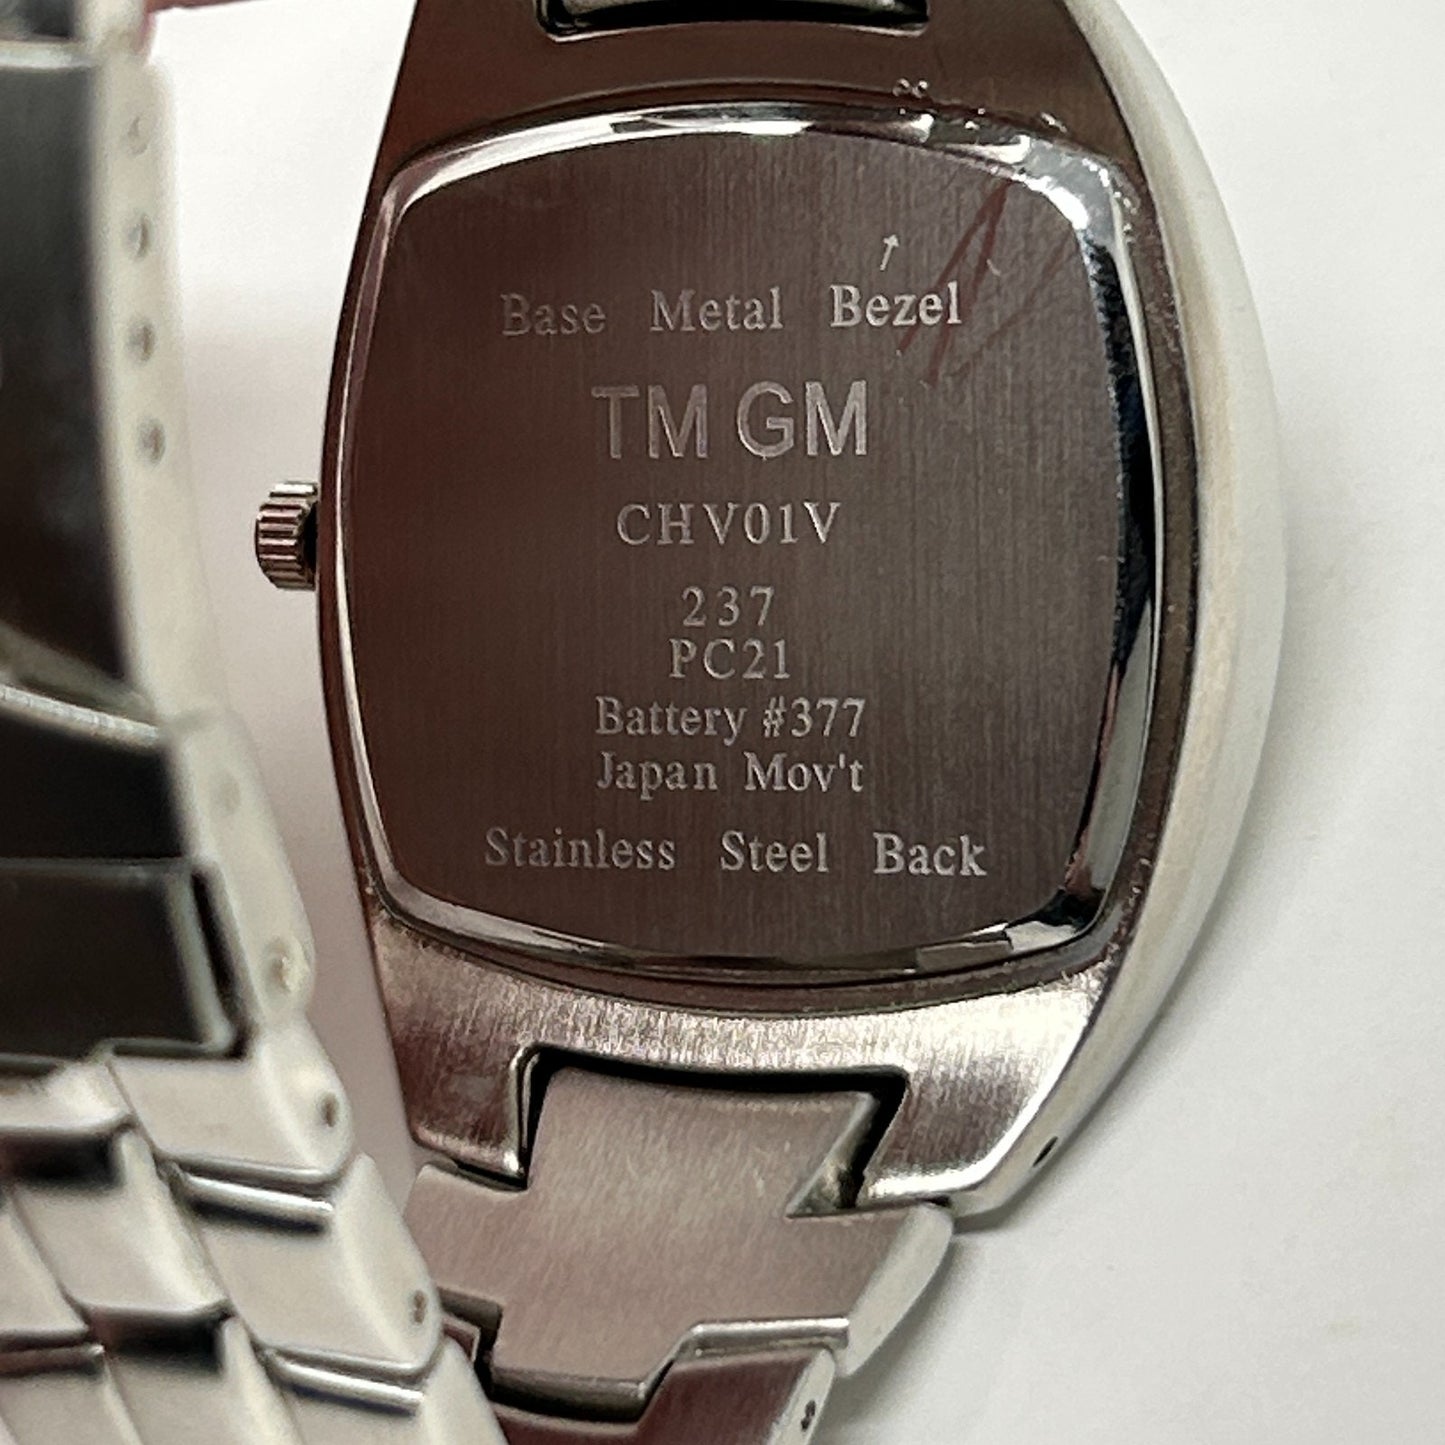 Base Metal Bezel
TM GM
CHV01V
237
PC21
Battery #377
Japan Mov't
Stainless Steel Back